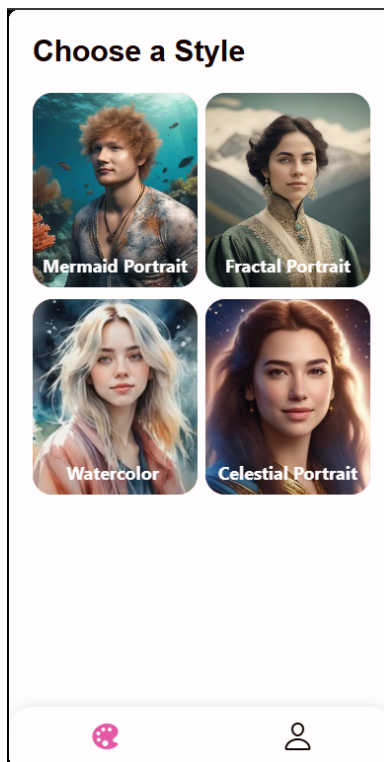 Choose a Style
Mermaid Portrait
Fractal Portrait
Watercolor
Celestial Portrait